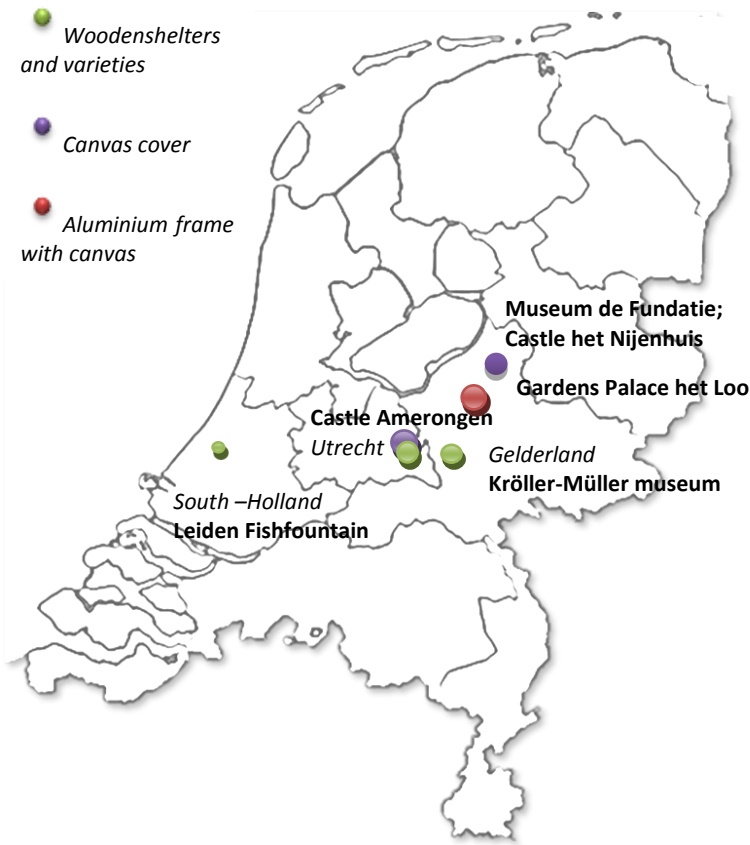 Woodenshelters
and varieties
Canvas cover
Aluminium frame
with canvas
Museum de Fundatie;
Castle het Nijenhuis
Gardens Palace het Loo
Castle Amerongen
Utrecht
Gelderland
Kröller-Müller museum
South –Holland
Leiden Fishfountain